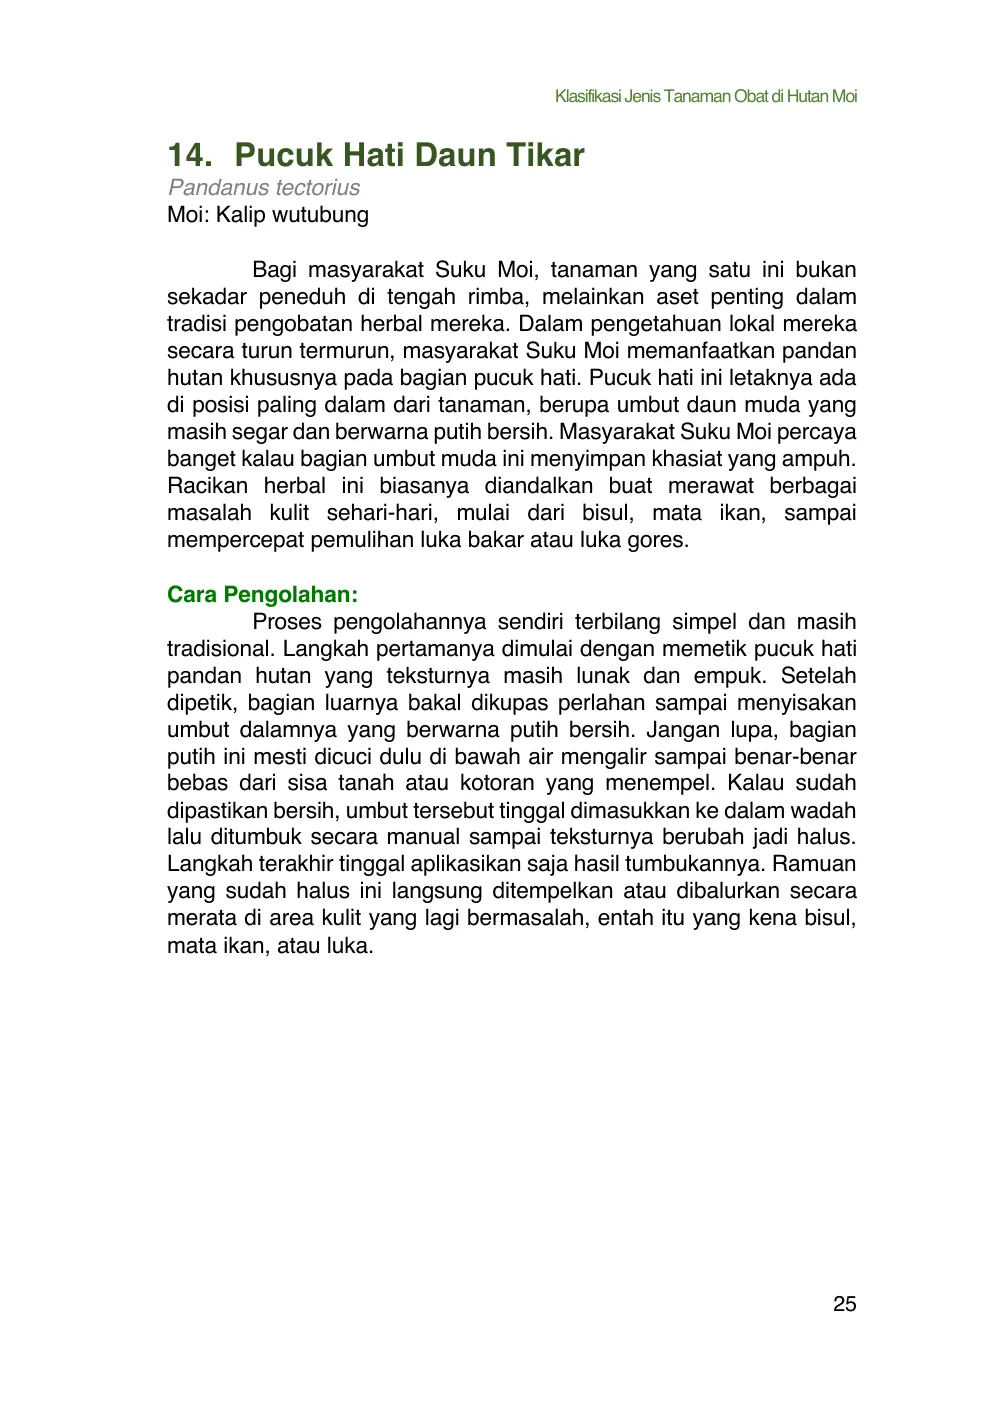 Klasifikasi Jenis Tanaman Obat di Hutan Moi
14. Pucuk Hati Daun Tikar
Pandanus tectorius
Moi: Kalip wutubung
Bagi masyarakat Suku Moi, tanaman yang satu ini bukan
sekadar peneduh di tengah rimba, melainkan aset penting dalam
tradisi pengobatan herbal mereka. Dalam pengetahuan lokal mereka
secara turun termurun, masyarakat Suku Moi memanfaatkan pandan
hutan khususnya pada bagian pucuk hati. Pucuk hati ini letaknya ada
di posisi paling dalam dari tanaman, berupa umbut daun muda yang
masih segar dan berwarna putih bersih. Masyarakat Suku Moi percaya
banget kalau bagian umbut muda ini menyimpan khasiat yang ampuh.
Racikan herbal ini biasanya diandalkan buat merawat berbagai
masalah kulit sehari-hari, mulai dari bisul, mata ikan, sampai
mempercepat pemulihan luka bakar atau luka gores.
Cara Pengolahan:
Proses pengolahannya sendiri terbilang simpel dan masih
tradisional. Langkah pertamanya dimulai dengan memetik pucuk hati
pandan hutan yang teksturnya masih lunak dan empuk. Setelah
dipetik, bagian luarnya bakal dikupas perlahan sampai menyisakan
umbut dalamnya yang berwarna putih bersih. Jangan lupa, bagian
putih ini mesti dicuci dulu di bawah air mengalir sampai benar-benar
bebas dari sisa tanah atau kotoran yang menempel. Kalau sudah
dipastikan bersih, umbut tersebut tinggal dimasukkan ke dalam wadah
lalu ditumbuk secara manual sampai teksturnya berubah jadi halus.
Langkah terakhir tinggal aplikasikan saja hasil tumbukannya. Ramuan
yang sudah halus ini langsung ditempelkan atau dibalurkan secara
merata di area kulit yang lagi bermasalah, entah itu yang kena bisul,
mata ikan, atau luka.
25